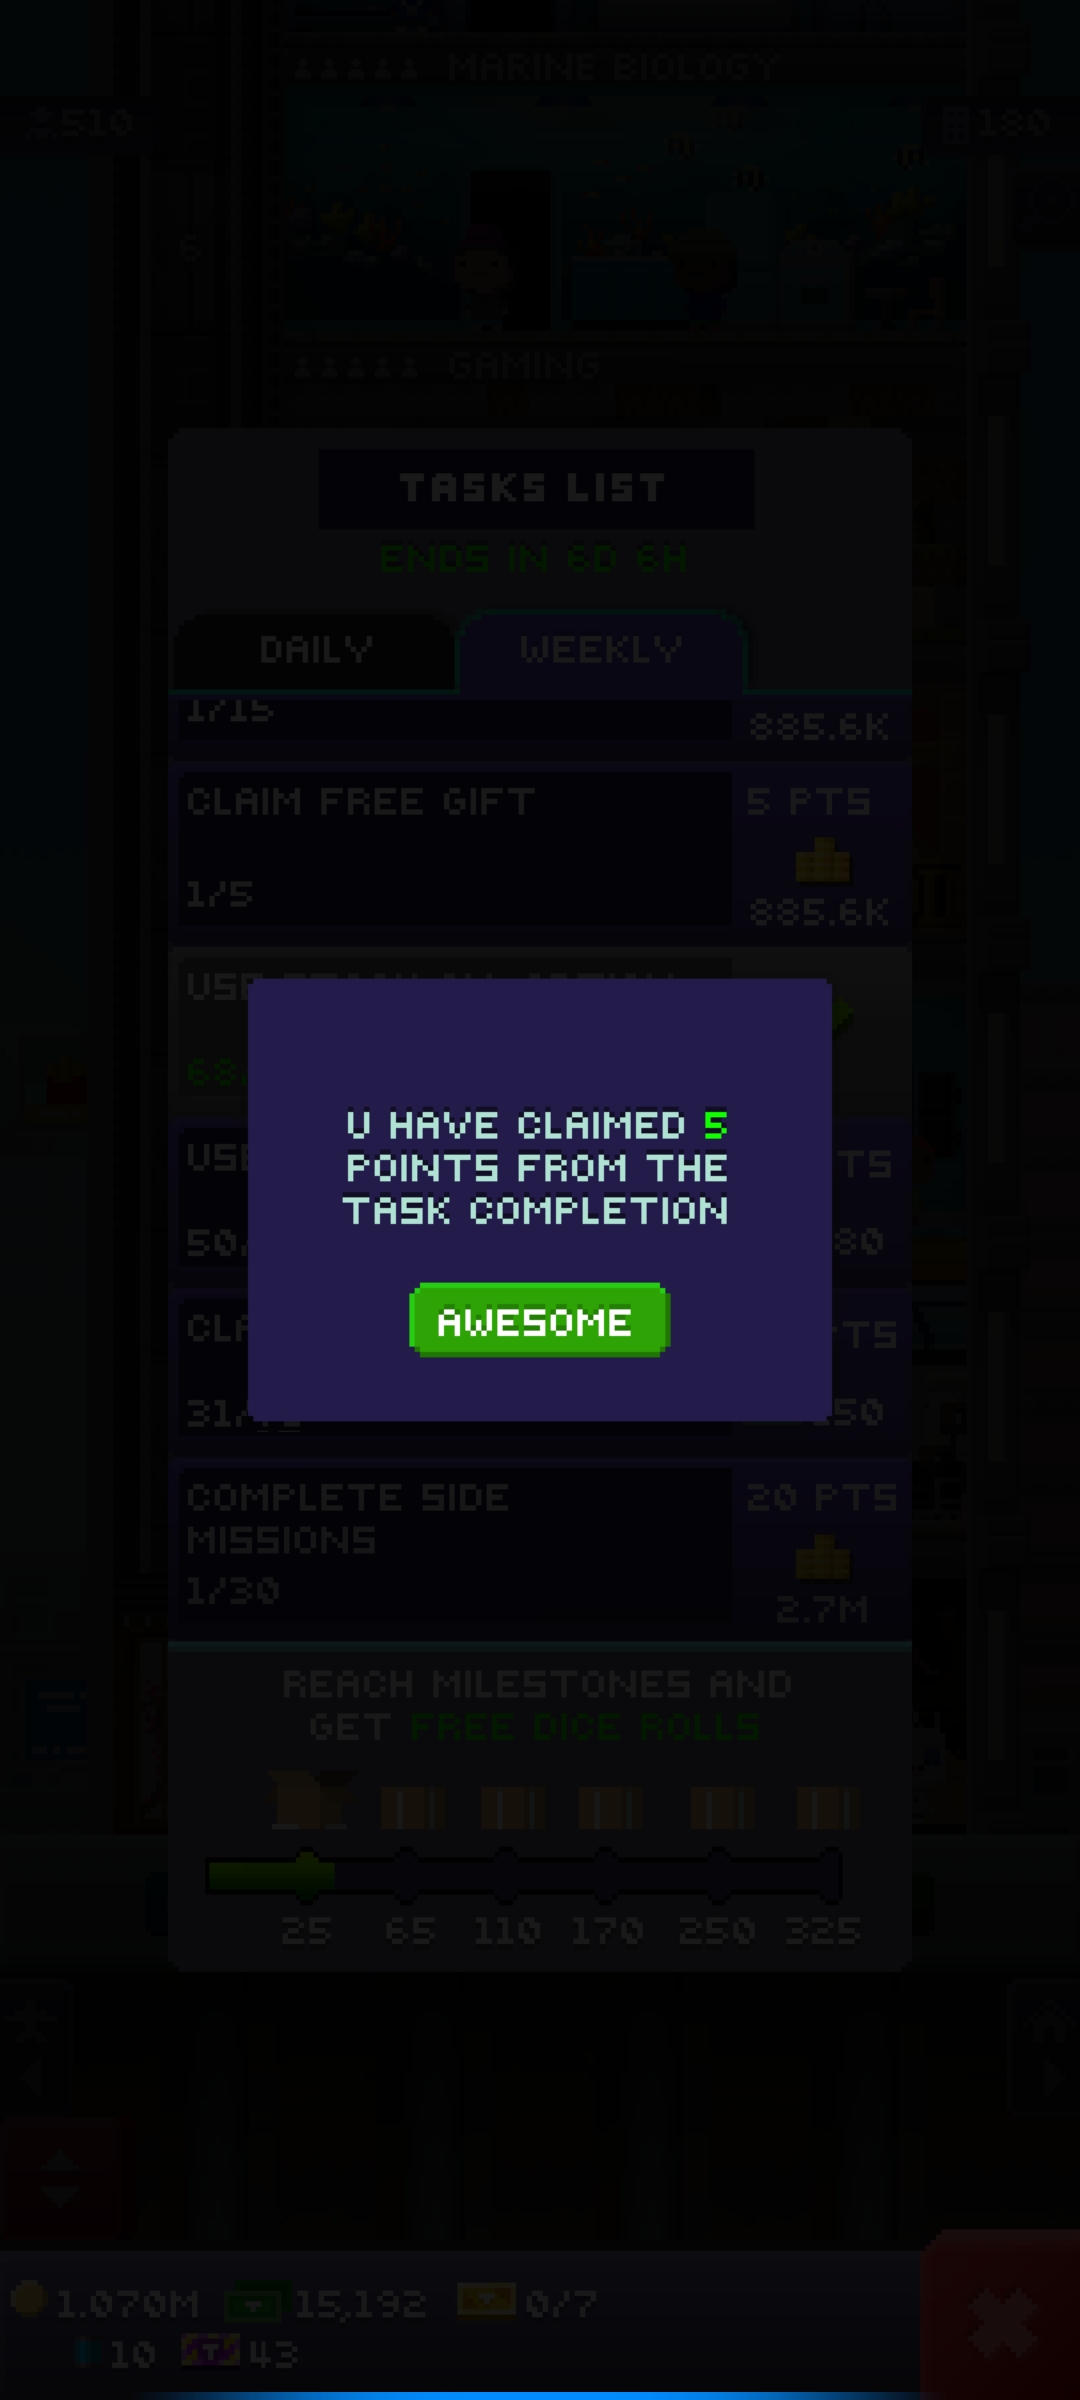 MARINE BIOLOGY
510
180
6
GAMING
TASKS LIST
ENDS IN 6D 6H
DAILY
WEEKLY
1/15
885.6K
CLAIM FREE GIFT
5 PTS
1/5
885.6K
U HAVE CLAIMED 5
POINTS FROM THE
TASK COMPLETION
AWESOME
COMPLETE SIDE
MISSIONS
20 PTS
1/30
2.7M
REACH MILESTONES AND
GET FREE DICE ROLLS
25 65 110 170 250 325
1.070M 15,192 0/7
10 T 43